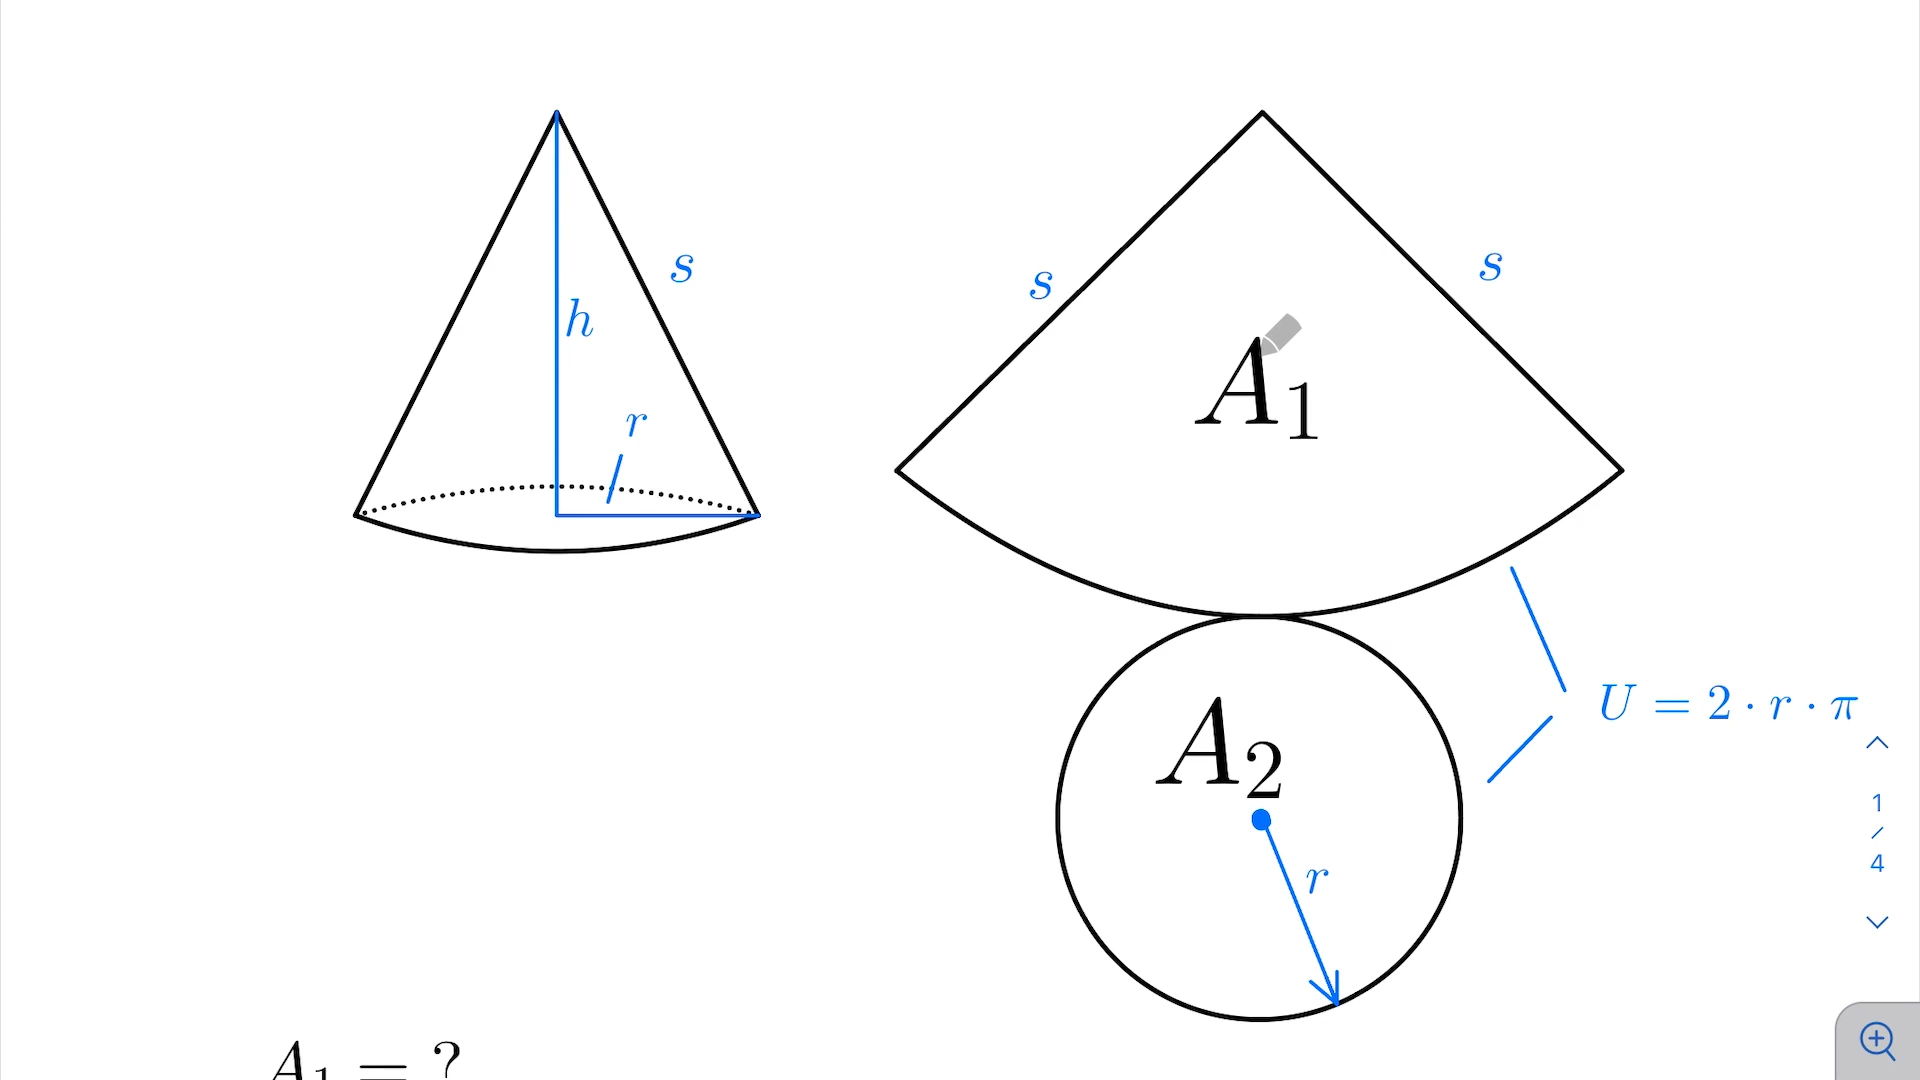 s
h
r
s
s
A₁
U = 2 · r · π
A₂
r
1
/
4
A₁ = ?